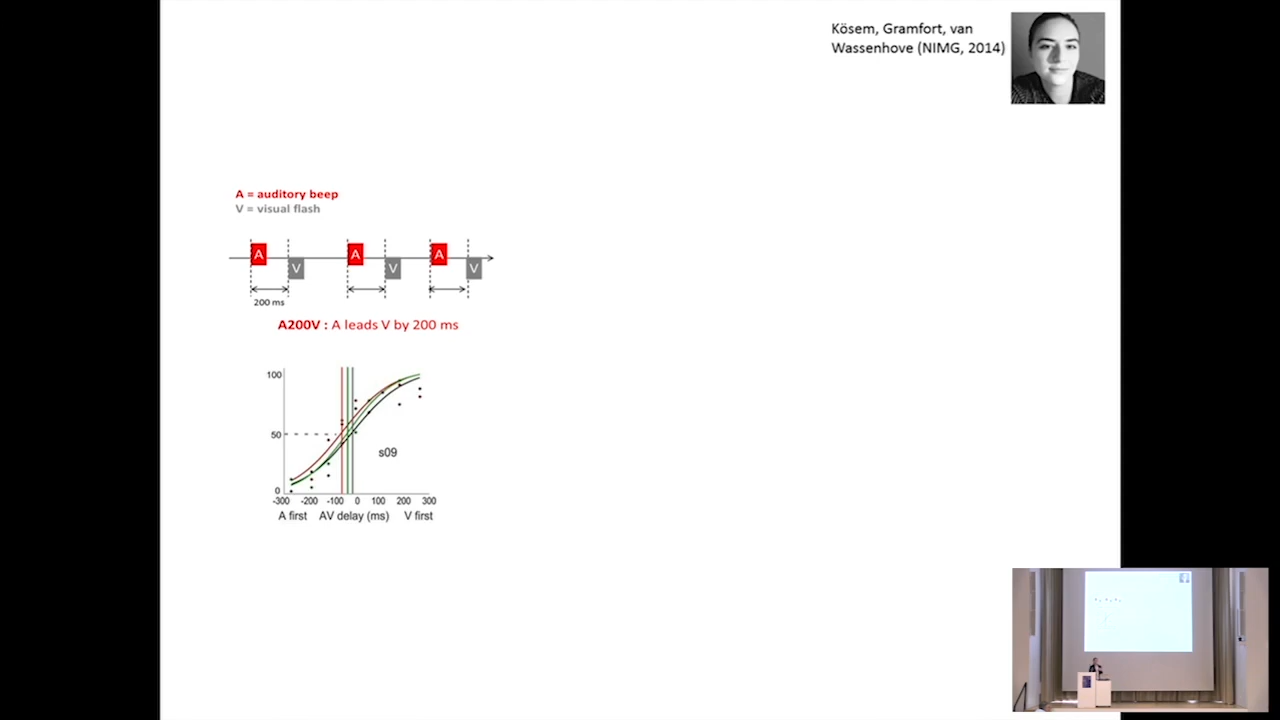 Kösem, Gramfort, van
Wassenhove (NIMG, 2014)
A = auditory beep
V = visual flash
A V A V A V
200 ms
A200V : A leads V by 200 ms
100
50
0
s09
-300 -200 -100 0 100 200 300
A first AV delay (ms) V first